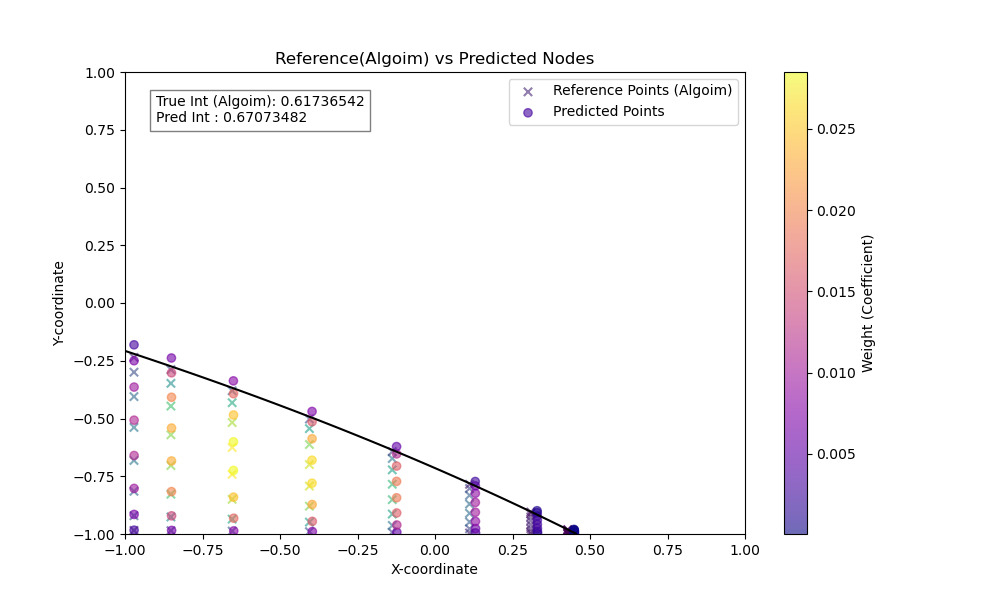 Reference(Algoim) vs Predicted Nodes
True Int (Algoim): 0.61736542
Pred Int : 0.67073482
Reference Points (Algoim)
Predicted Points
1.00
0.75
0.50
0.25
0.00
−0.25
−0.50
−0.75
−1.00
Y-coordinate
−1.00
−0.75
−0.50
−0.25
0.00
0.25
0.50
0.75
1.00
X-coordinate
0.025
0.020
0.015
0.010
0.005
Weight (Coefficient)